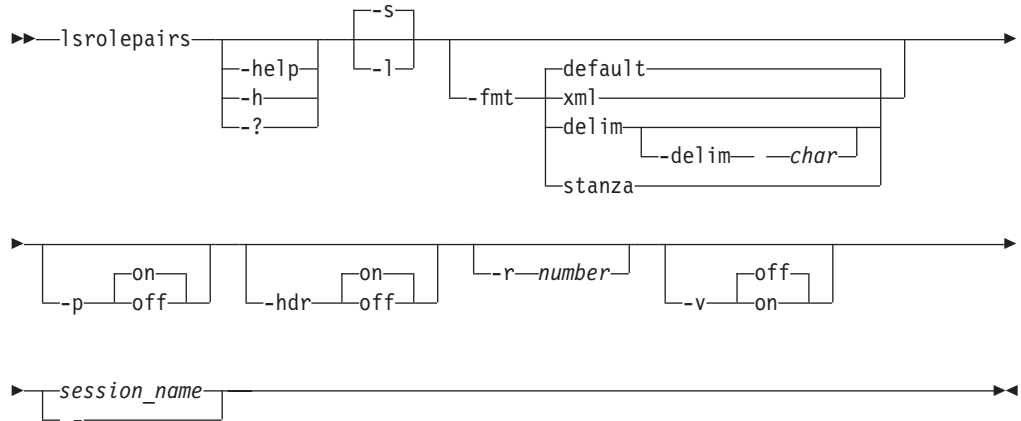 -s
lsrolepairs
-help
-l
default
-h
-fmt
xml
-?
delim
-delim char
stanza
on
on
-r number
off
-p
off
-hdr
off
-v
on
session_name